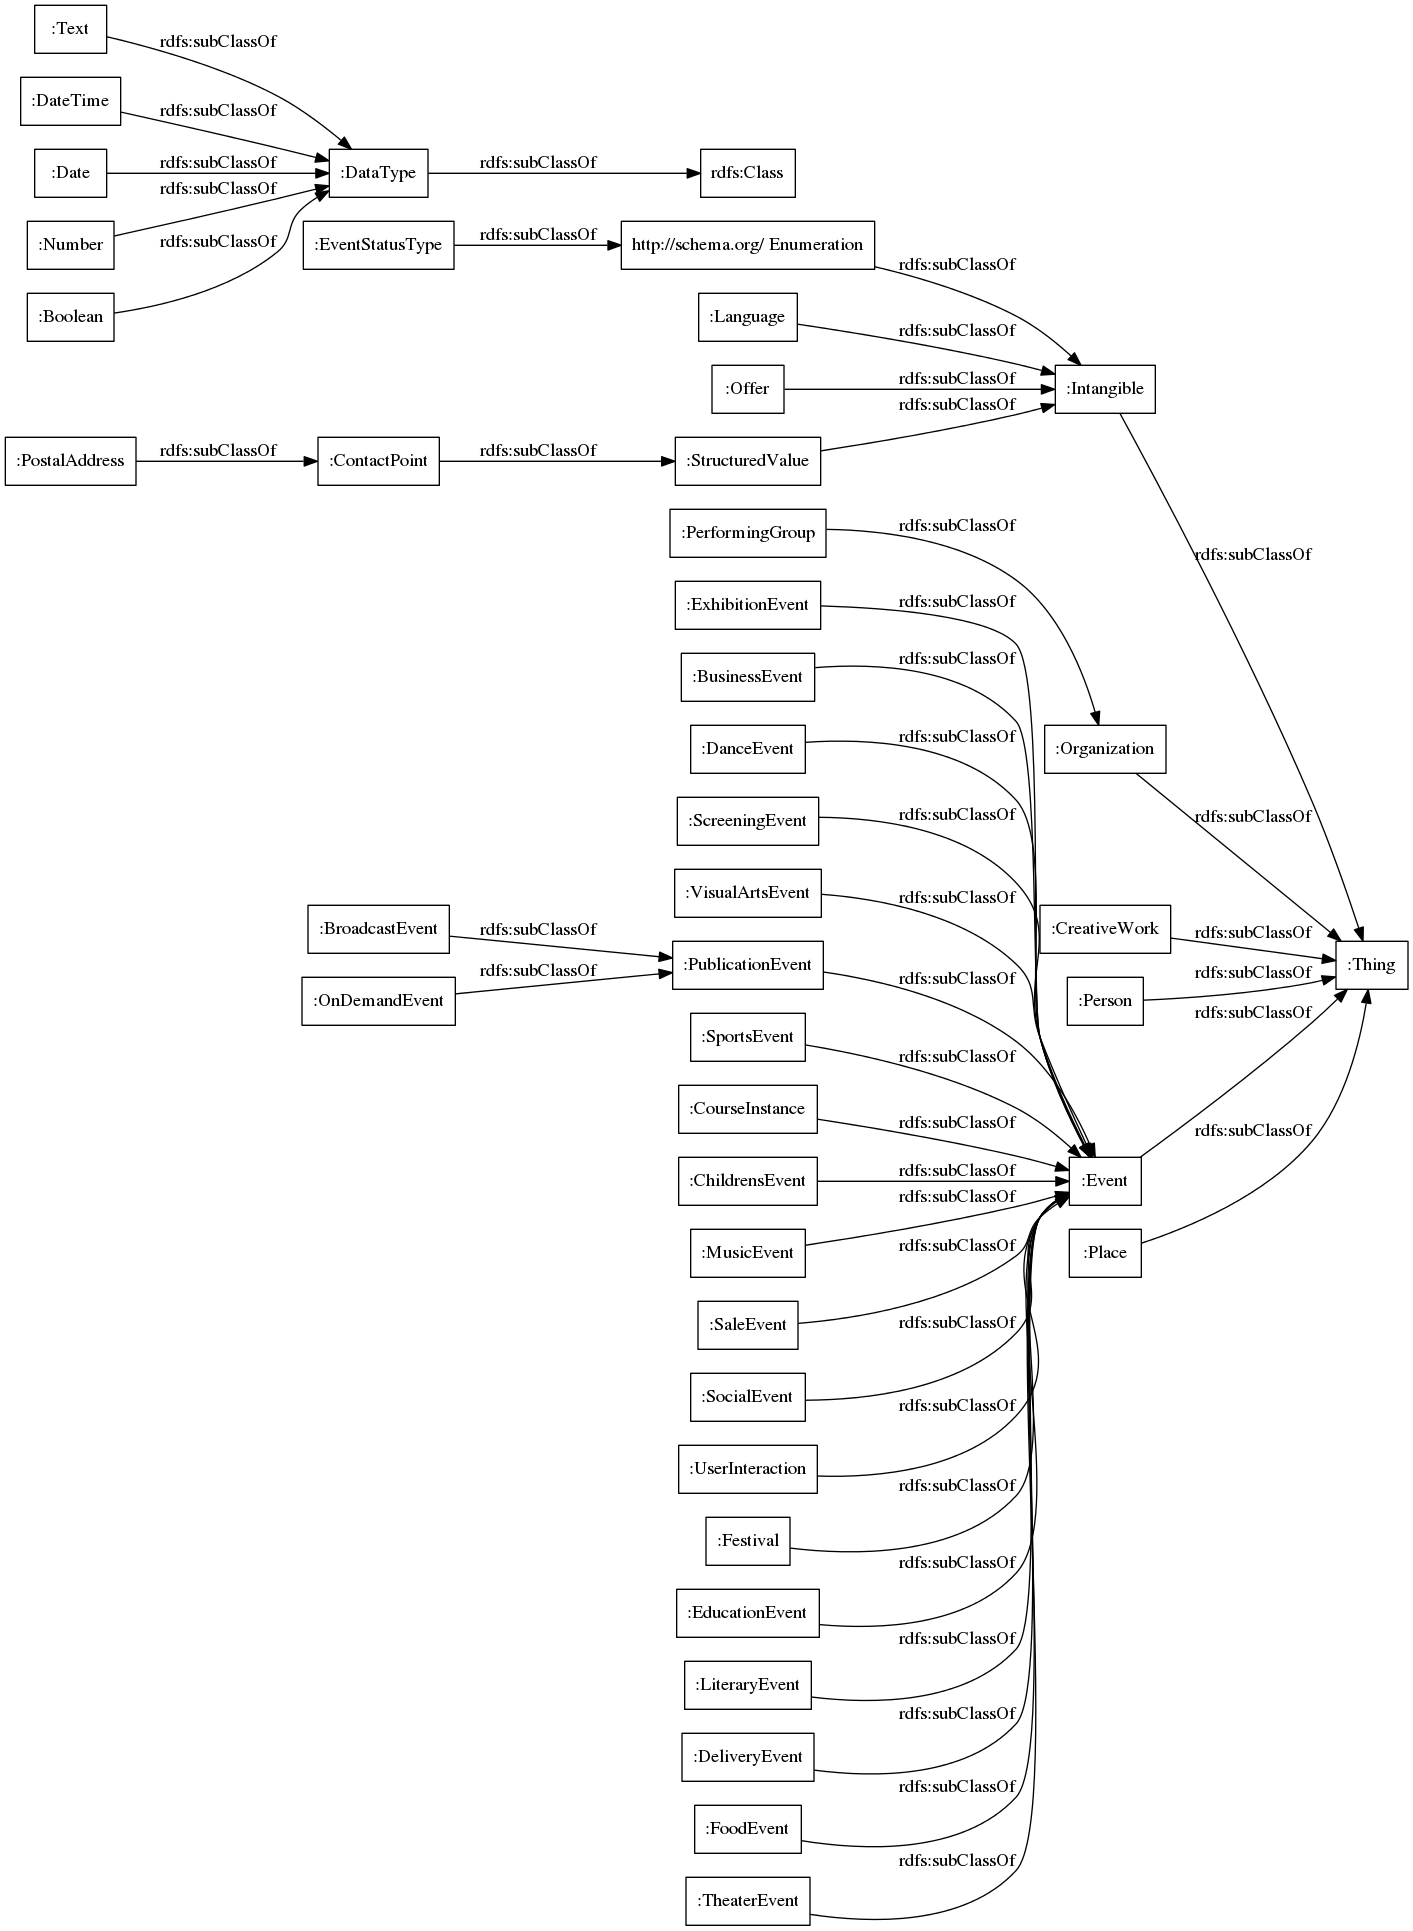 :Text
rdfs:subClassOf
:DateTime
rdfs:subClassOf
:Date
rdfs:subClassOf
:DataType
rdfs:subClassOf
rdfs:Class
rdfs:subClassOf
:Number
rdfs:subClassOf
:EventStatusType
rdfs:subClassOf
http://schema.org/ Enumeration
rdfs:subClassOf
:Boolean
:Language
rdfs:subClassOf
:Offer
rdfs:subClassOf
:Intangible
rdfs:subClassOf
:PostalAddress
rdfs:subClassOf
:ContactPoint
rdfs:subClassOf
:StructuredValue
:PerformingGroup
rdfs:subClassOf
rdfs:subClassOf
:ExhibitionEvent
rdfs:subClassOf
:BusinessEvent
rdfs:subClassOf
:DanceEvent
rdfs:subClassOf
:Organization
:ScreeningEvent
rdfs:subClassOf
rdfs:subClassOf
:VisualArtsEvent
rdfs:subClassOf
:BroadcastEvent
rdfs:subClassOf
:CreativeWork
rdfs:subClassOf
:PublicationEvent
rdfs:subClassOf
:Thing
:OnDemandEvent
rdfs:subClassOf
:Person
rdfs:subClassOf
rdfs:subClassOf
:SportsEvent
rdfs:subClassOf
:CourseInstance
rdfs:subClassOf
rdfs:subClassOf
:ChildrensEvent
rdfs:subClassOf
:Event
rdfs:subClassOf
:MusicEvent
rdfs:subClassOf
:Place
:SaleEvent
rdfs:subClassOf
:SocialEvent
rdfs:subClassOf
:UserInteraction
rdfs:subClassOf
:Festival
rdfs:subClassOf
:EducationEvent
rdfs:subClassOf
:LiteraryEvent
rdfs:subClassOf
:DeliveryEvent
rdfs:subClassOf
:FoodEvent
rdfs:subClassOf
:TheaterEvent